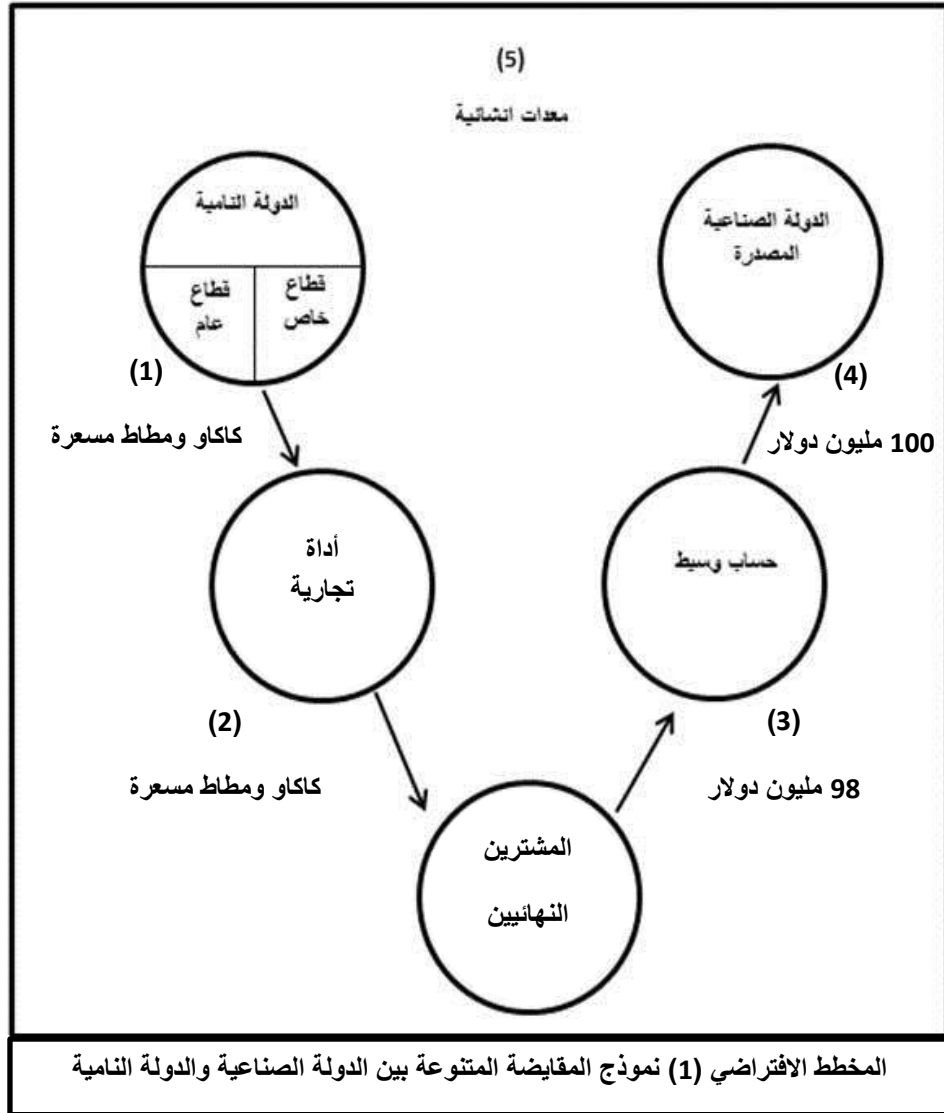 (5)
معدات انشائية
الدولة النامية
قطاع
عام
قطاع
خاص
(1)
كاكاو ومطاط مسعرة
أداة
تجارية
(2)
كاكاو ومطاط مسعرة
المشترين
النهائيين
98 مليون دولار
(3)
حساب وسيط
100 مليون دولار
(4)
الدولة الصناعية
المصدرة
المخطط الافتراضي (1) نموذج المقايضة المتنوعة بين الدولة الصناعية والدولة النامية